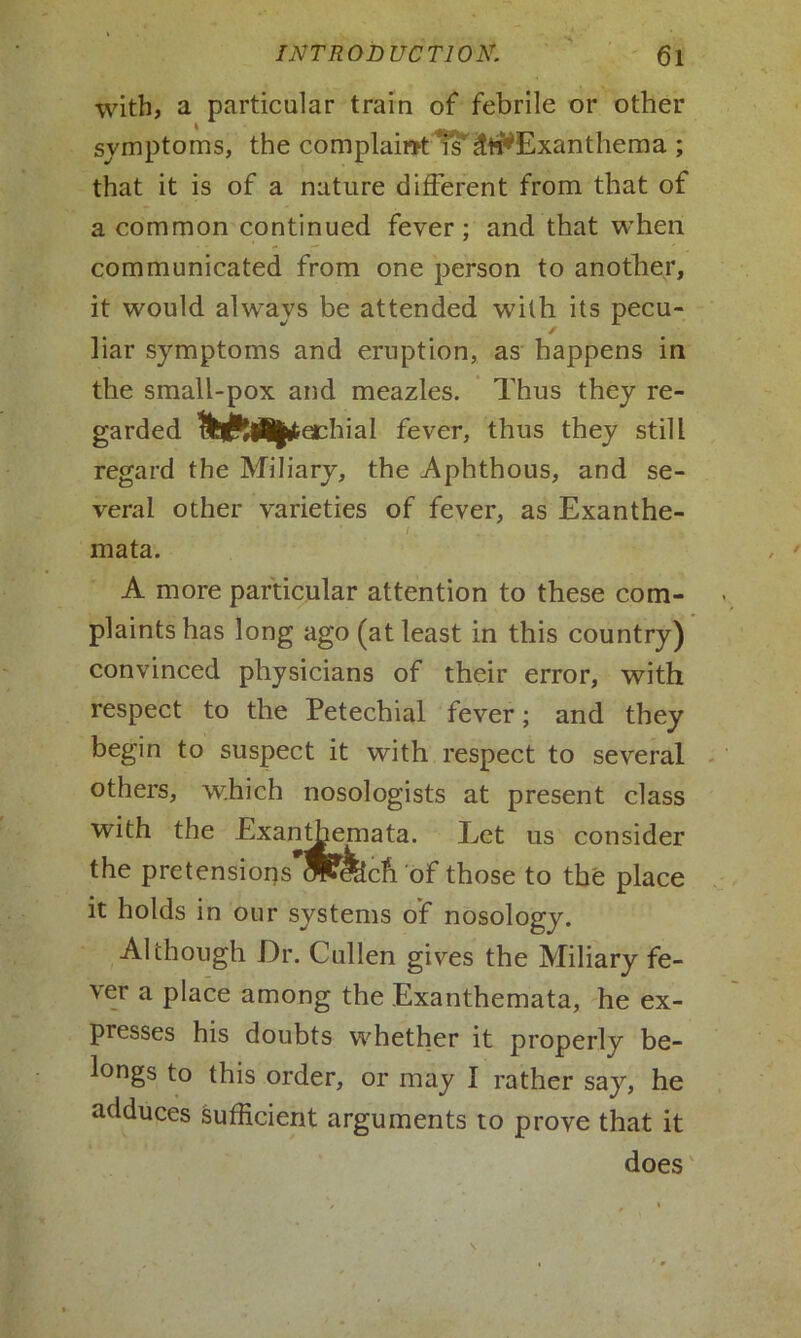 INTRODUCTION. 61
with, a particular train of febrile or other
symptoms, the complaint is an Exanthema ;
that it is of a nature different from that of
a common continued fever ; and that when
communicated from one person to another,
it would always be attended with its pecu-
liar symptoms and eruption, as happens in
the small-pox and meazles. Thus they re-
garded echial fever, thus they still
regard the Miliary, the Aphthous, and se-
veral other varieties of fever, as Exanthe-
mata.
A more particular attention to these com-
plaints has long ago (at least in this country)
convinced physicians of their error, with
respect to the Petechial fever ; and they
begin to suspect it with respect to several
others, which nosologists at present class
with the Exanthemata. Let us consider
the pretensions of those to the place
it holds in our systems of nosology.
Although Dr. Cullen gives the Miliary fe-
ver a place among the Exanthemata, he ex-
presses his doubts whether it properly be-
longs to this order, or may I rather say, he
adduces sufficient arguments to prove that it
does